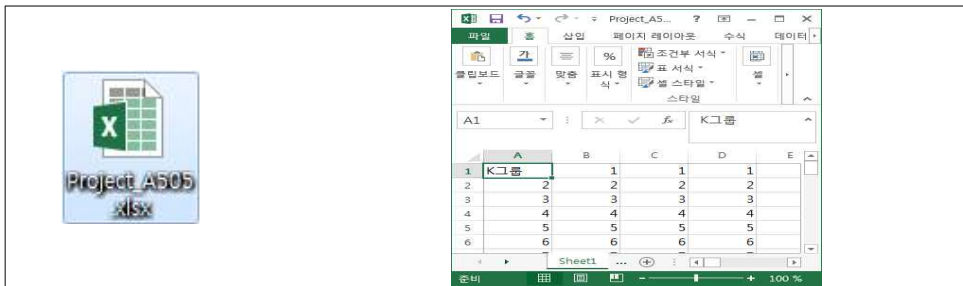 Project_A505
.xlsx
Project_A5... ?
파일 홈 삽입 페이지 레이아웃 수식 데이터
클립보드 글꼴 맞춤 표시 형식 조건부 서식 표 서식 셀 스타일 셀
스타일
A1 fx K그룹
A B C D E
1 K그룹 1 1 1
2 2 2 2 2
3 3 3 3 3
4 4 4 4 4
5 5 5 5 5
6 6 6 6 6
Sheet1 ...
준비 100 %